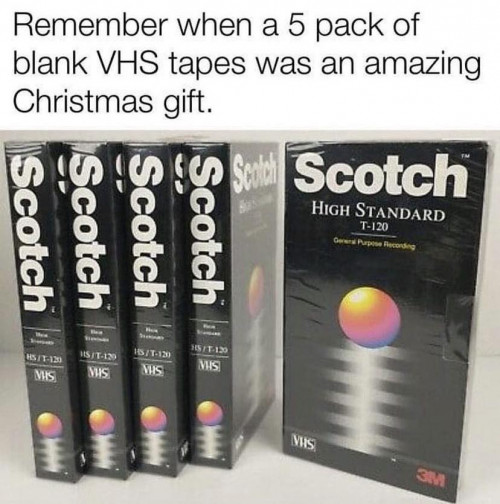 Remember when a 5 pack of
blank VHS tapes was an amazing
Christmas gift.
Scotch
HS/T-120
VHS
Scotch
HS/T-120
VHS
Scotch
HS/T-120
VHS
Scotch
HS/T-120
VHS
Scotch
Scotch™
HIGH STANDARD
T-120
General Purpose Recording
VHS
3M